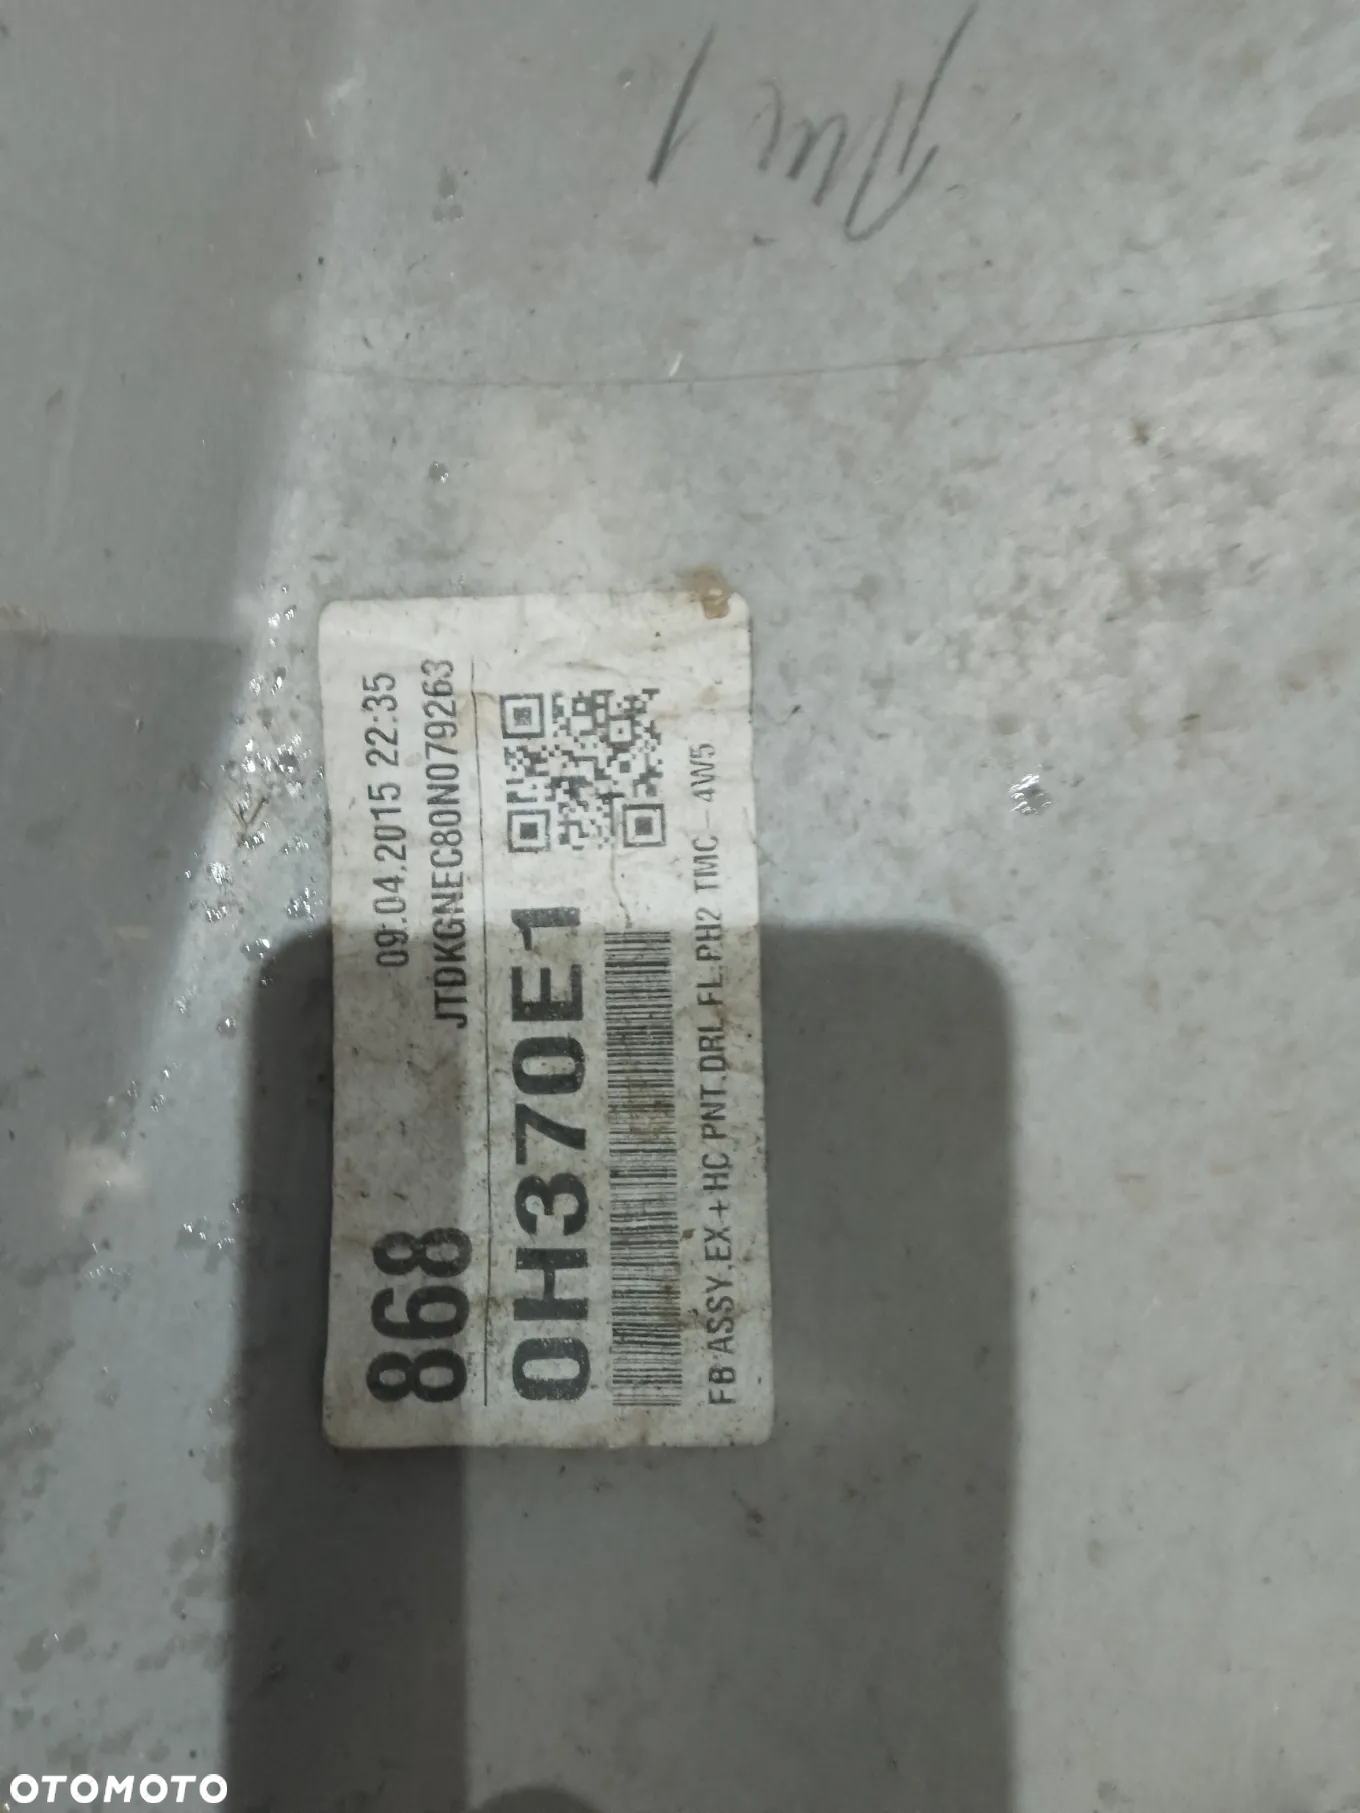 868
09.04.2015 22:35
JTDKGNEC80N079263
0H370E1
FB ASSY.EX+HC PNT.DRL.FL.PH2 TMC-4W5
OTOMOTO